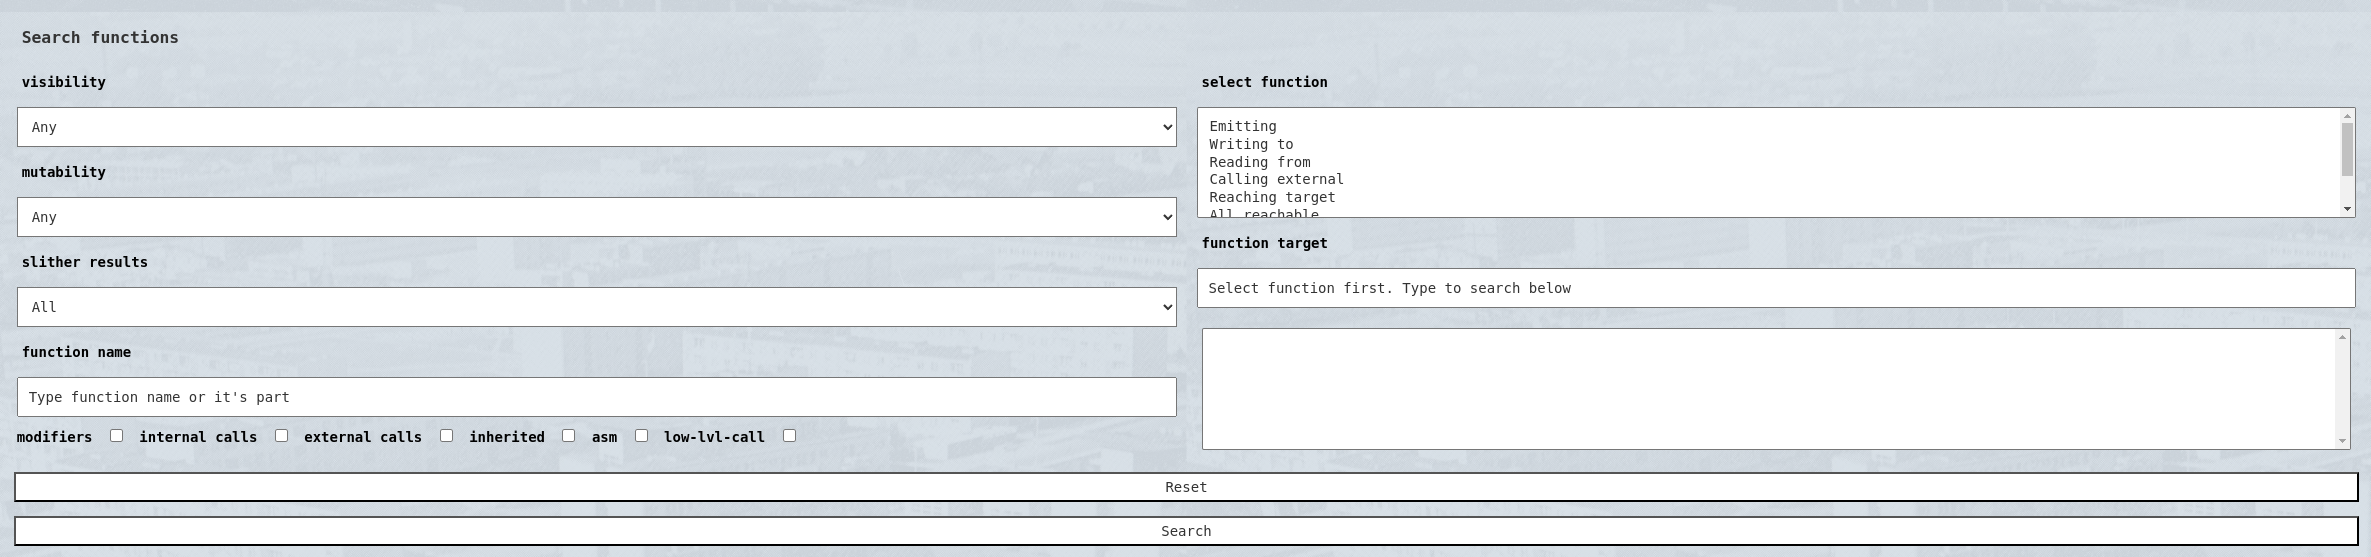 Search functions
visibility
Any
mutability
Any
slither results
All
function name
Type function name or it's part
modifiers internal calls external calls inherited asm low-lvl-call
select function
Emitting
Writing to
Reading from
Calling external
Reaching target
All reachable
function target
Select function first. Type to search below
Reset
Search